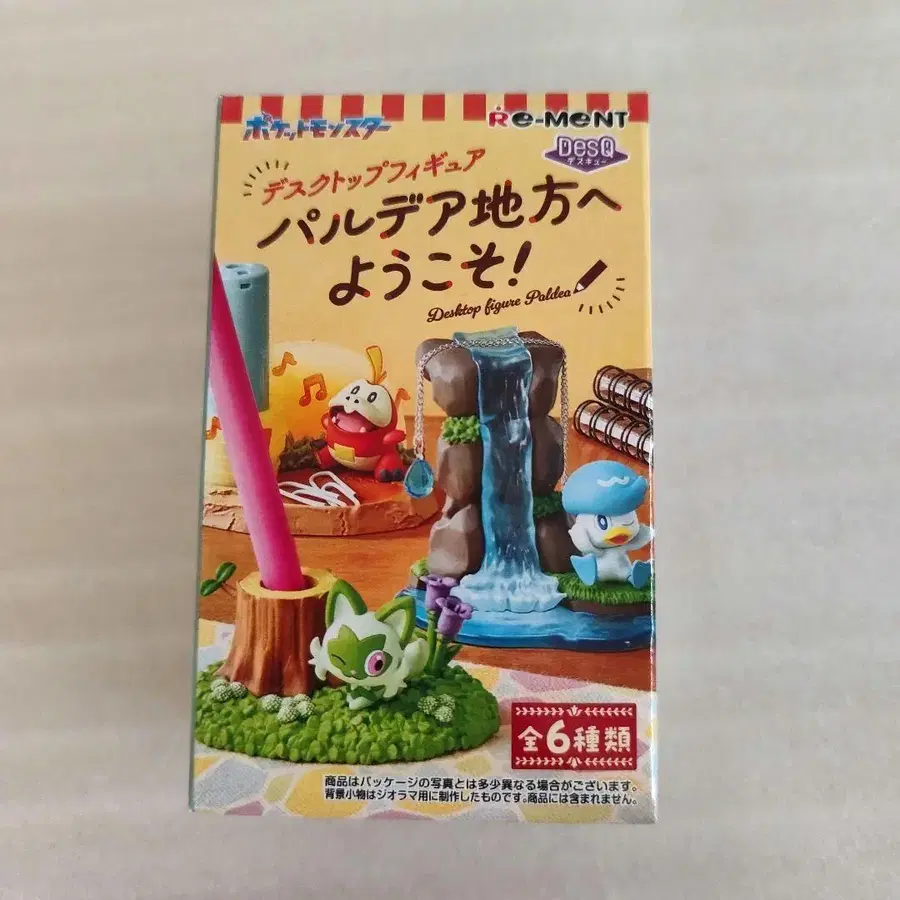 ポケットモンスター
Re-MeNT
DesQ
デスキュー
デスクトップフィギュア
パルデア地方へ
ようこそ!
Desktop figure Paldea
全6種類
商品はパッケージの写真とは多少異なる場合がございます。
背景小物はジオラマ用に制作したものです。商品には含まれません。